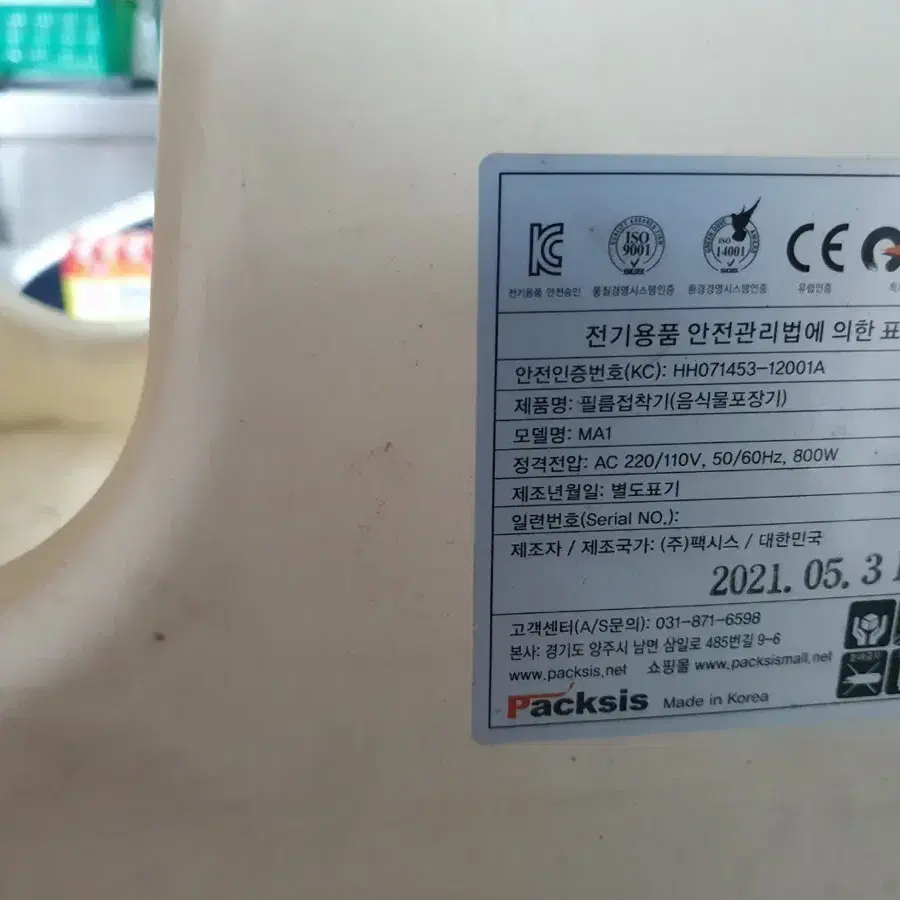 KC
ISO 9001
ISO 14001
CE
전기용품 안전승인 품질경영시스템인증 환경경영시스템인증 유럽인증
전기용품 안전관리법에 의한 표
안전인증번호(KC): HH071453-12001A
제품명: 필름접착기(음식물포장기)
모델명: MA1
정격전압: AC 220/110V, 50/60Hz, 800W
제조년월일: 별도표기
일련번호(Serial NO.):
제조자 / 제조국가: (주)팩시스 / 대한민국
2021. 05. 3
고객센터(A/S문의): 031-871-6598
본사: 경기도 양주시 남면 삼일로 485번길 9-6
www.packsis.net 쇼핑몰 www.packsismall.net
Packsis Made in Korea